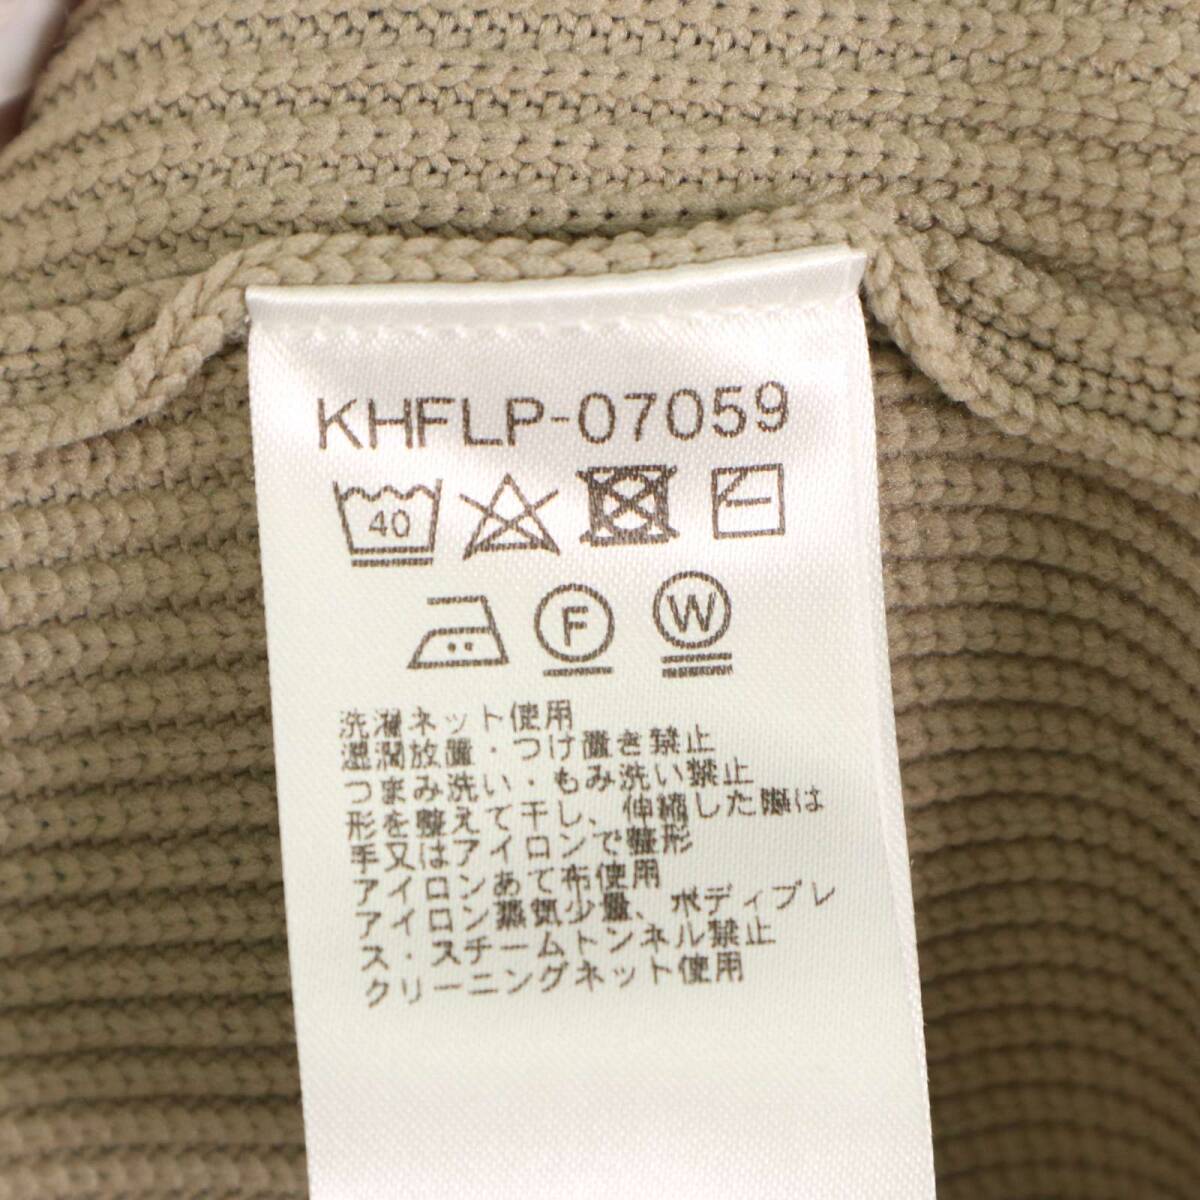 KHFLP-07059
40
F W
洗濯ネット使用
湿潤放置・つけ置き禁止
つまみ洗い・もみ洗い禁止
形を整えて干し、伸縮した際は
手又はアイロンで整形
アイロンあて布使用
アイロン蒸気少量、ボディプレ
ス・スチームトンネル禁止
クリーニングネット使用